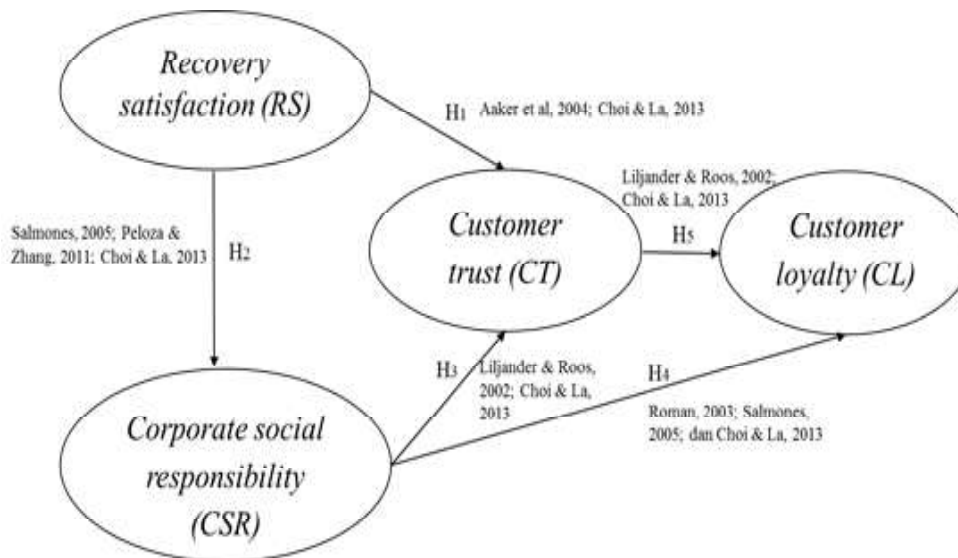 Recovery
satisfaction (RS)
H1 Aaker et al, 2004; Choi & La, 2013
Liljander & Roos, 2002;
Choi & La, 2013
Salmones, 2005; Peloza &
Zhang, 2011; Choi & La, 2013
H2
Customer
trust (CT)
H5
Customer
loyalty (CL)
H3
Liljander & Roos,
2002; Choi & La,
2013
H4
Roman, 2003; Salmones,
2005; dan Choi & La, 2013
Corporate social
responsibility
(CSR)